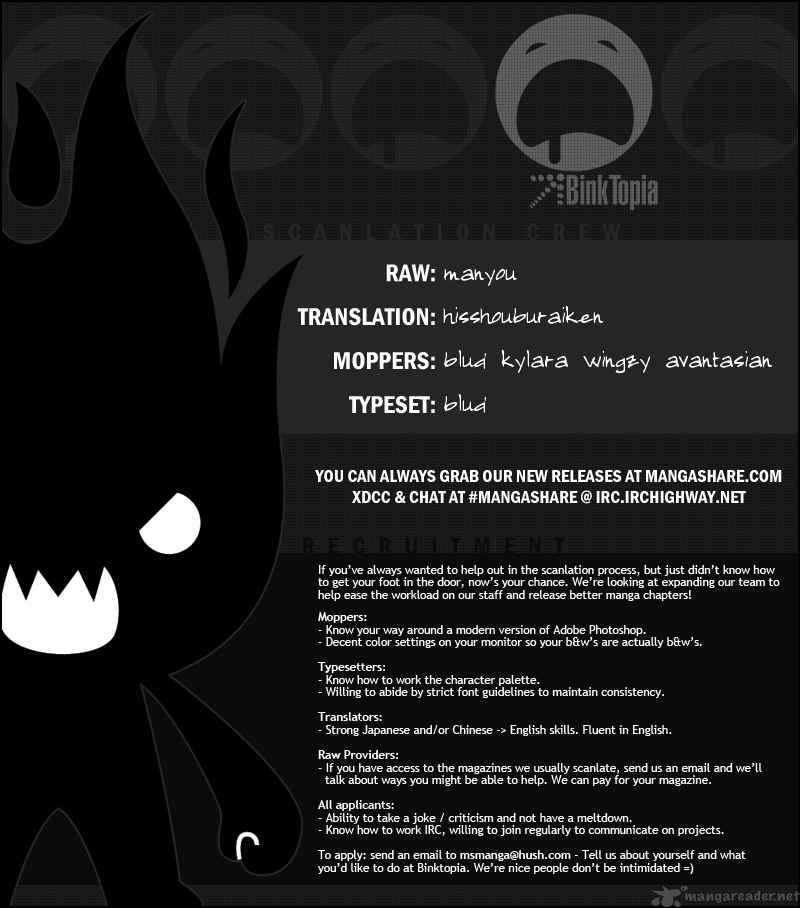 BinkTopia
SCANLATION CREW
RAW: manyou
TRANSLATION: hisshouburaiken
MOPPERS: blud kylara wingzy avantasian
TYPESET: blud
YOU CAN ALWAYS GRAB OUR NEW RELEASES AT MANGASHARE.COM
XDCC & CHAT AT #MANGASHARE @ IRC.IRCHIGHWAY.NET
RECRUITMENT
If you've always wanted to help out in the scanlation process, but just didn't know how
to get your foot in the door, now's your chance. We're looking at expanding our team to
help ease the workload on our staff and release better manga chapters!
Moppers:
- Know your way around a modern version of Adobe Photoshop.
- Decent color settings on your monitor so your b&w's are actually b&w's.
Typesetters:
- Know how to work the character palette.
- Willing to abide by strict font guidelines to maintain consistency.
Translators:
- Strong Japanese and/or Chinese -> English skills. Fluent in English.
Raw Providers:
- If you have access to the magazines we usually scanlate, send us an email and we'll
talk about ways you might be able to help. We can pay for your magazine.
All applicants:
- Ability to take a joke / criticism and not have a meltdown.
- Know how to work IRC, willing to join regularly to communicate on projects.
To apply: send an email to msmanga@hush.com - Tell us about yourself and what
you'd like to do at Binktopia. We're nice people don't be intimidated =)
mangareader.net